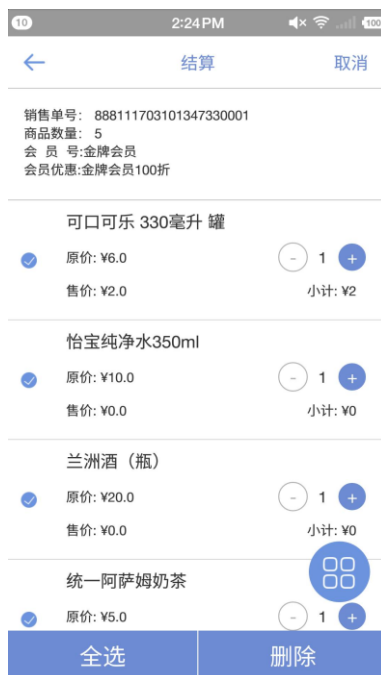 10
2:24PM
100
结算
取消
销售单号: 888111703101347330001
商品数量: 5
会 员 号:金牌会员
会员优惠:金牌会员100折
可口可乐 330毫升 罐
原价: ¥6.0
- 1 +
售价: ¥2.0
小计: ¥2
怡宝纯净水350ml
原价: ¥10.0
- 1 +
售价: ¥0.0
小计: ¥0
兰洲酒（瓶）
原价: ¥20.0
- 1 +
售价: ¥0.0
小计: ¥0
统一阿萨姆奶茶
原价: ¥5.0
- 1 +
全选
删除